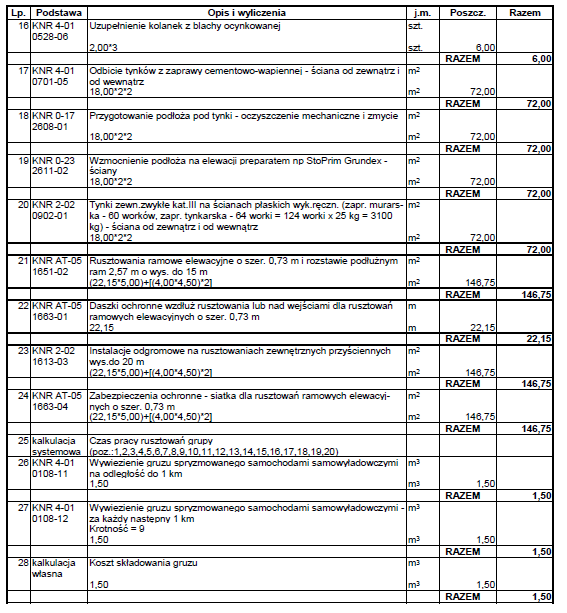 Lp. Podstawa Opis i wyliczenia j.m. Poszcz. Razem
16 KNR 4-01 Uzupełnienie kolanek z blachy ocynkowanej szt.
0528-06
2,00*3 szt. 6,00
RAZEM 6,00
17 KNR 4-01 Odbicie tynków z zaprawy cementowo-wapiennej - ściana od zewnątrz i m²
0701-05 od wewnątrz
18,00*2*2 m² 72,00
RAZEM 72,00
18 KNR 0-17 Przygotowanie podłoża pod tynki - oczyszczenie mechaniczne i zmycie m²
2608-01
18,00*2*2 m² 72,00
RAZEM 72,00
19 KNR 0-23 Wzmocnienie podłoża na elewacji preparatem np StoPrim Grundex - m²
2611-02 ściany
18,00*2*2 m² 72,00
RAZEM 72,00
20 KNR 2-02 Tynki zewn.zwykłe kat.III na ścianach płaskich wyk.ręczn. (zapr. murars- m²
0902-01 ka - 60 worków, zapr. tynkarska - 64 worki = 124 worki x 25 kg = 3100
kg) - ściana od zewnątrz i od wewnątrz
18,00*2*2 m² 72,00
RAZEM 72,00
21 KNR AT-05 Rusztowania ramowe elewacyjne o szer. 0,73 m i rozstawie podłużnym m²
1651-02 ram 2,57 m o wys. do 15 m
(22,15*5,00)+[(4,00*4,50)*2] m² 146,75
RAZEM 146,75
22 KNR AT-05 Daszki ochronne wzdłuż rusztowania lub nad wejściami dla rusztowań m
1663-01 ramowych elewacyjnych o szer. 0,73 m
22,15 m 22,15
RAZEM 22,15
23 KNR 2-02 Instalacje odgromowe na rusztowaniach zewnętrznych przyściennych m²
1613-03 wys.do 20 m
(22,15*5,00)+[(4,00*4,50)*2] m² 146,75
RAZEM 146,75
24 KNR AT-05 Zabezpieczenia ochronne - siatka dla rusztowań ramowych elewacyj- m²
1663-04 nych o szer. 0,73 m
(22,15*5,00)+[(4,00*4,50)*2] m² 146,75
RAZEM 146,75
25 kalkulacja Czas pracy rusztowań grupy
systemowa (poz.:1,2,3,4,5,6,7,8,9,10,11,12,13,14,15,16,17,18,19,20)
26 KNR 4-01 Wywiezienie gruzu spryzmowanego samochodami samowyładowczymi m³
0108-11 na odległość do 1 km
1,50 m³ 1,50
RAZEM 1,50
27 KNR 4-01 Wywiezienie gruzu spryzmowanego samochodami samowyładowczymi - m³
0108-12 za każdy następny 1 km
Krotność = 9
1,50 m³ 1,50
RAZEM 1,50
28 kalkulacja Koszt składowania gruzu m³
własna
1,50 m³ 1,50
RAZEM 1,50